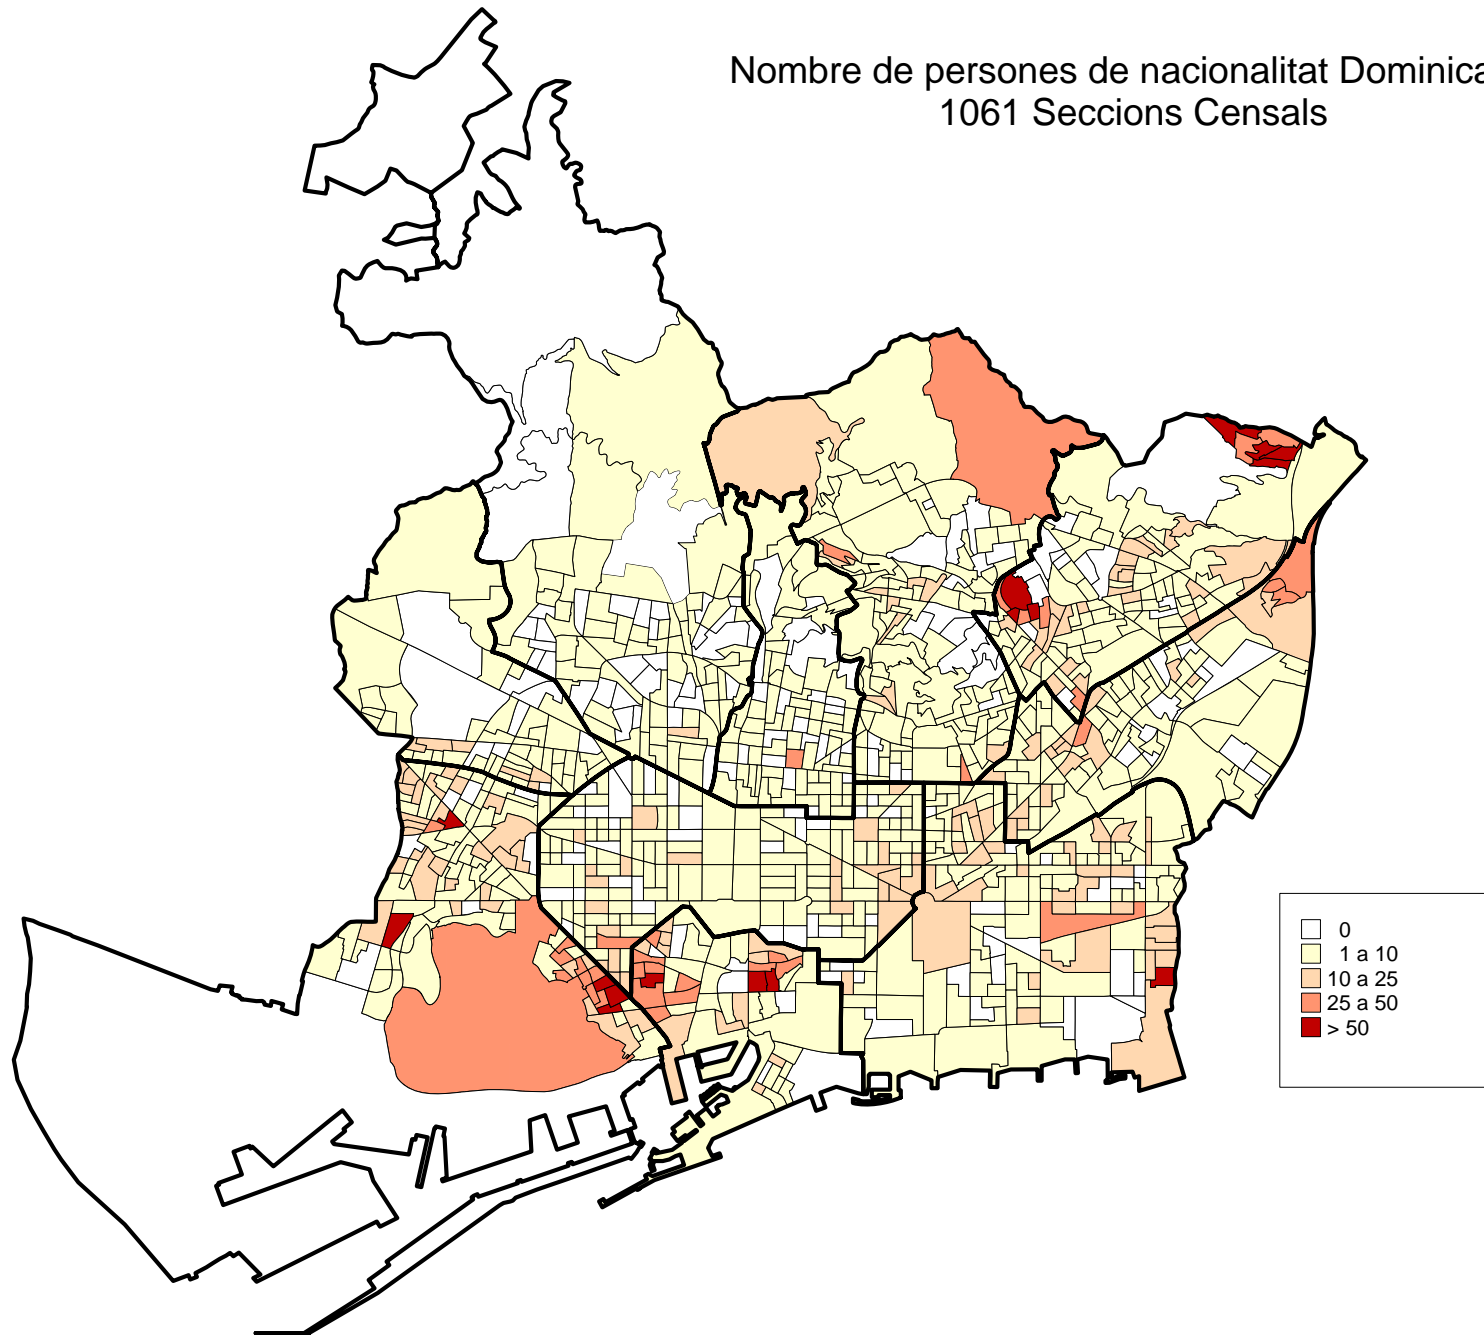 Nombre de persones de nacionalitat Dominica
1061 Seccions Censals
0
1 a 10
10 a 25
25 a 50
> 50